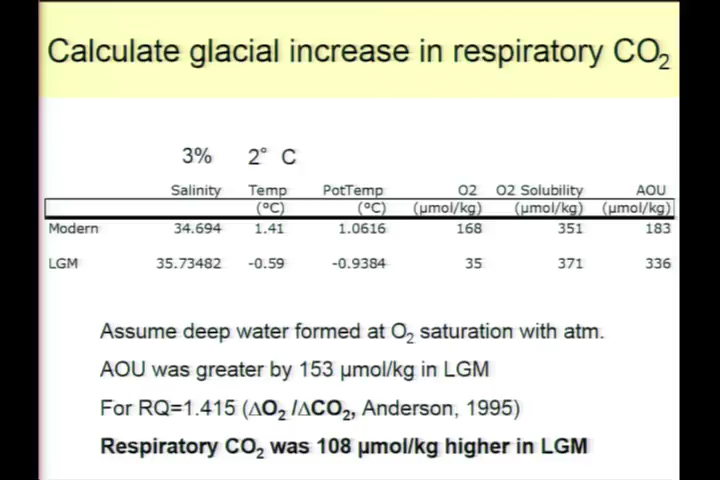 Calculate glacial increase in respiratory CO₂
3% 2° C
Salinity Temp PotTemp O2 O2 Solubility AOU
(°C) (°C) (µmol/kg) (µmol/kg) (µmol/kg)
Modern 34.694 1.41 1.0616 168 351 183
LGM 35.73482 -0.59 -0.9384 35 371 336
Assume deep water formed at O₂ saturation with atm.
AOU was greater by 153 µmol/kg in LGM
For RQ=1.415 (∆O₂ /∆CO₂, Anderson, 1995)
Respiratory CO₂ was 108 µmol/kg higher in LGM